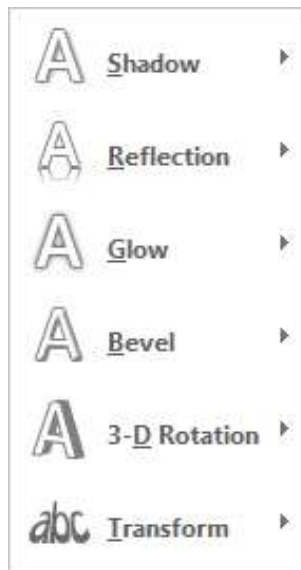 Shadow
Reflection
Glow
Bevel
3-D Rotation
abc Transform